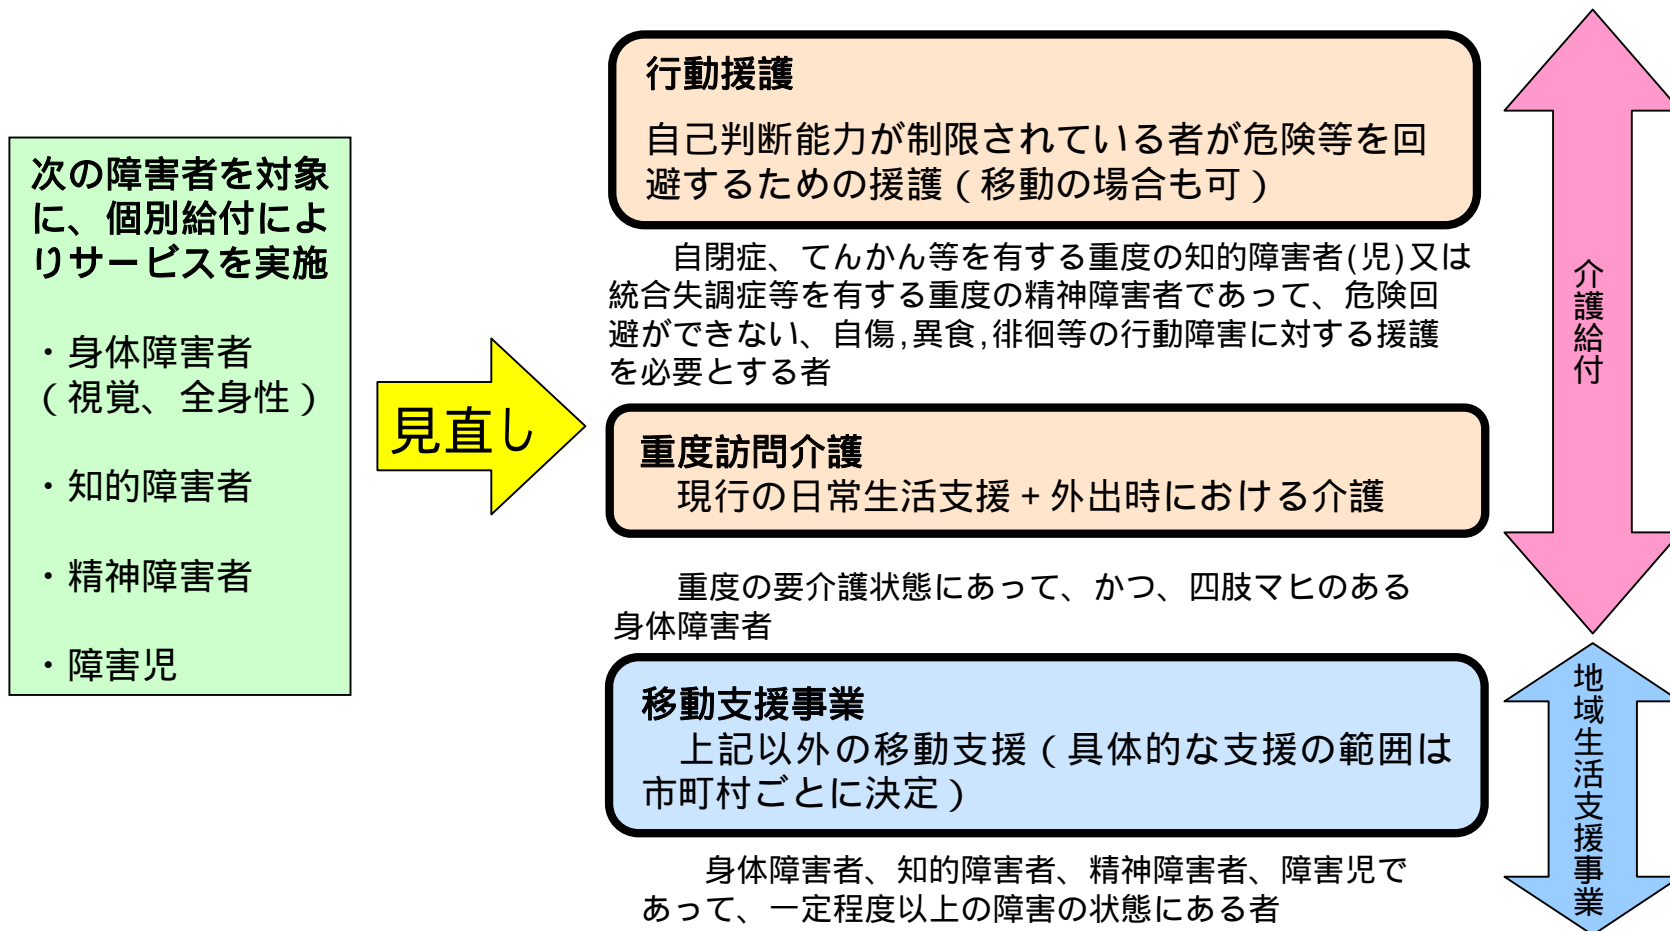 次の障害者を対象
に、個別給付によ
りサービスを実施
・身体障害者
（視覚、全身性）
・知的障害者
・精神障害者
・障害児
見直し
行動援護
自己判断能力が制限されている者が危険等を回
避するための援護（移動の場合も可）
自閉症、てんかん等を有する重度の知的障害者(児)又は
統合失調症等を有する重度の精神障害者であって、危険回
避ができない、自傷,異食,徘徊等の行動障害に対する援護
を必要とする者
重度訪問介護
現行の日常生活支援+外出時における介護
重度の要介護状態にあって、かつ、四肢マヒのある
身体障害者
移動支援事業
上記以外の移動支援（具体的な支援の範囲は
市町村ごとに決定）
身体障害者、知的障害者、精神障害者、障害児で
あって、一定程度以上の障害の状態にある者
介護給付
地域生活支援事業